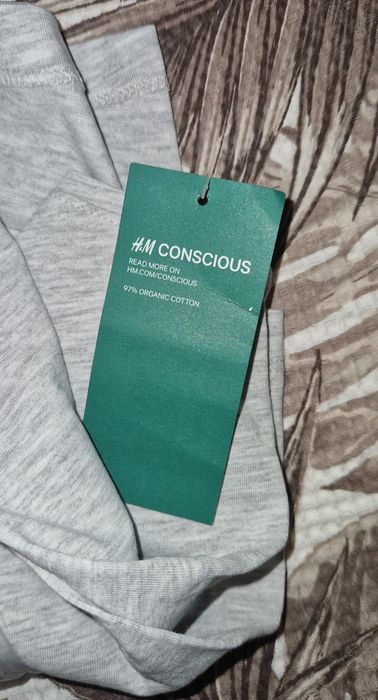 H&M CONSCIOUS
READ MORE ON
HM.COM/CONSCIOUS
97% ORGANIC COTTON